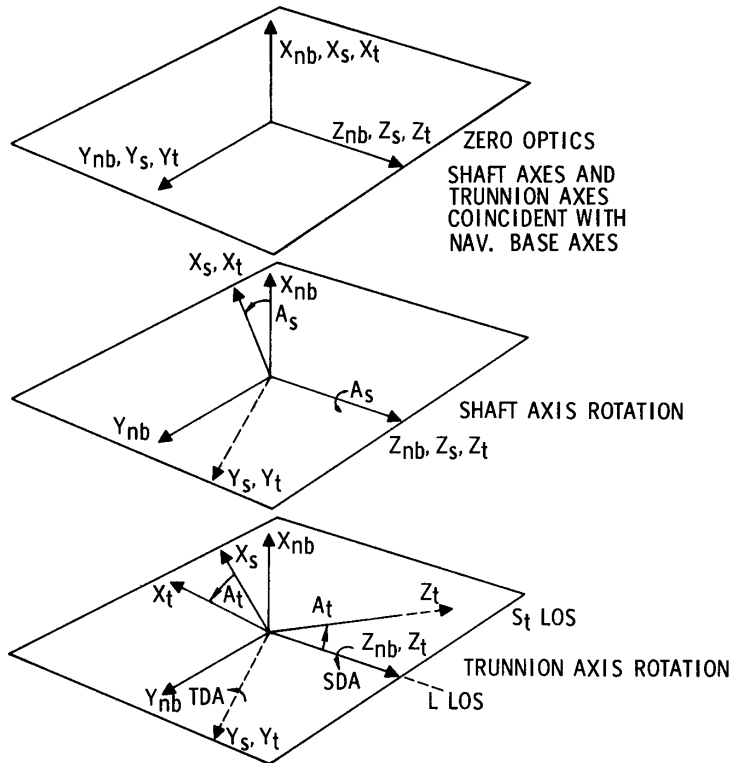 Xnb, Xs, Xt
Znb, Zs, Zt
Ynb, Ys, Yt
ZERO OPTICS
SHAFT AXES AND
TRUNNION AXES
COINCIDENT WITH
NAV. BASE AXES
Xs, Xt
Xnb
As
As
Ynb
Znb, Zs, Zt
Ys, Yt
SHAFT AXIS ROTATION
Xnb
Xs
Xt
At
At
Zt
St LOS
Znb, Zt
SDA
TRUNNION AXIS ROTATION
Ynb
TDA
L LOS
Ys, Yt